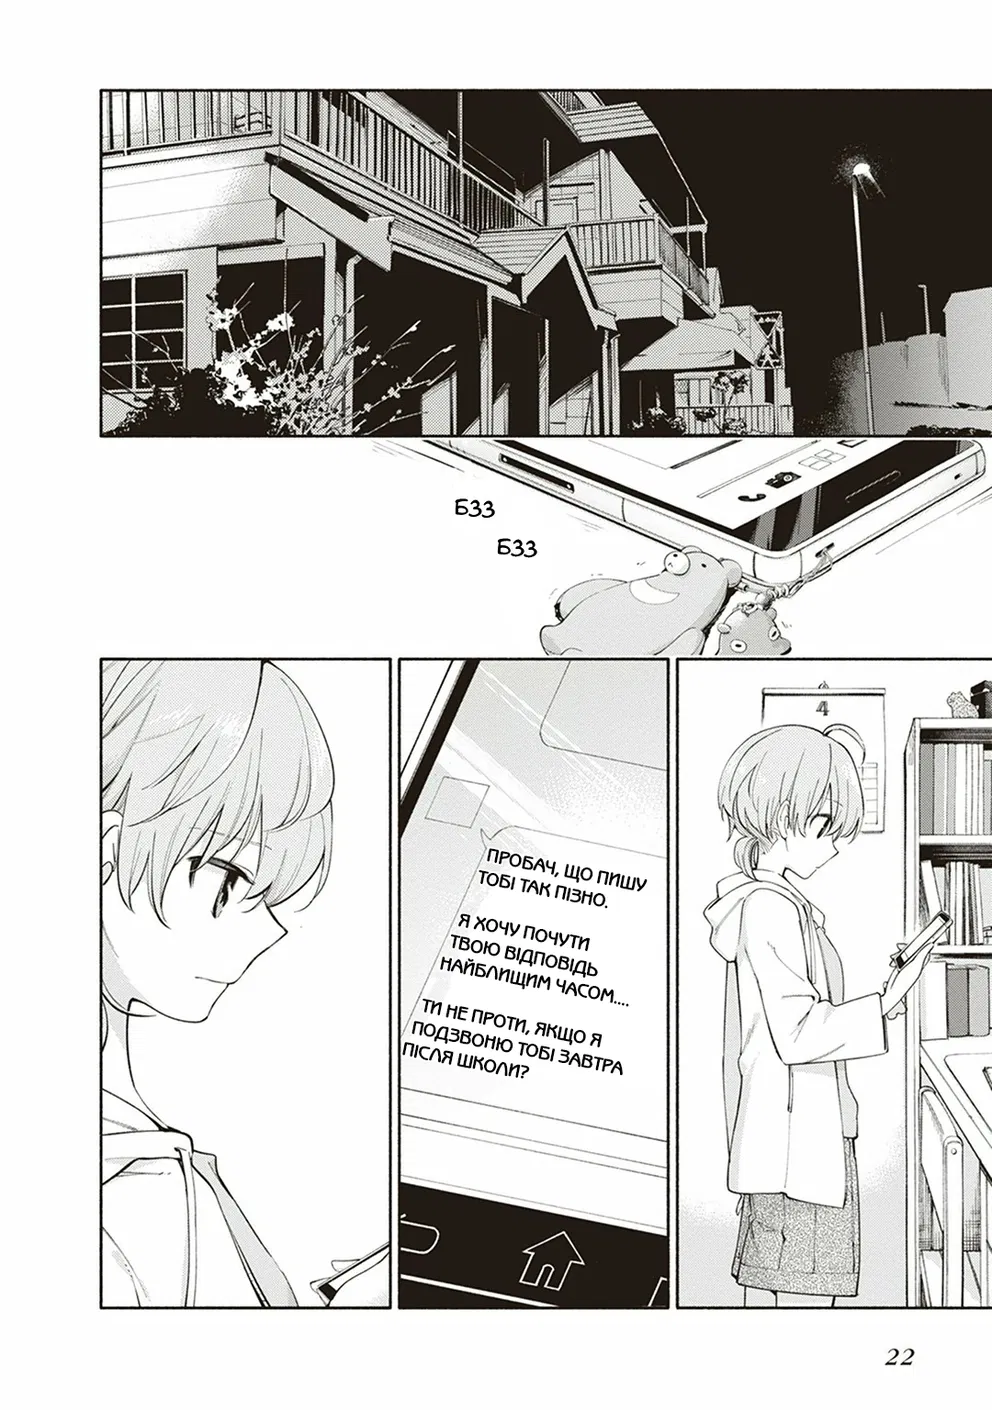 БЗЗ
БЗЗ
4
ПРОБАЧ, ЩО ПИШУ
ТОБІ ТАК ПІЗНО.
Я ХОЧУ ПОЧУТИ
ТВОЮ ВІДПОВІДЬ
НАЙБЛИЩИМ ЧАСОМ....
ТИ НЕ ПРОТИ, ЯКЩО Я
ПОДЗВОНЮ ТОБІ ЗАВТРА
ПІСЛЯ ШКОЛИ?
22